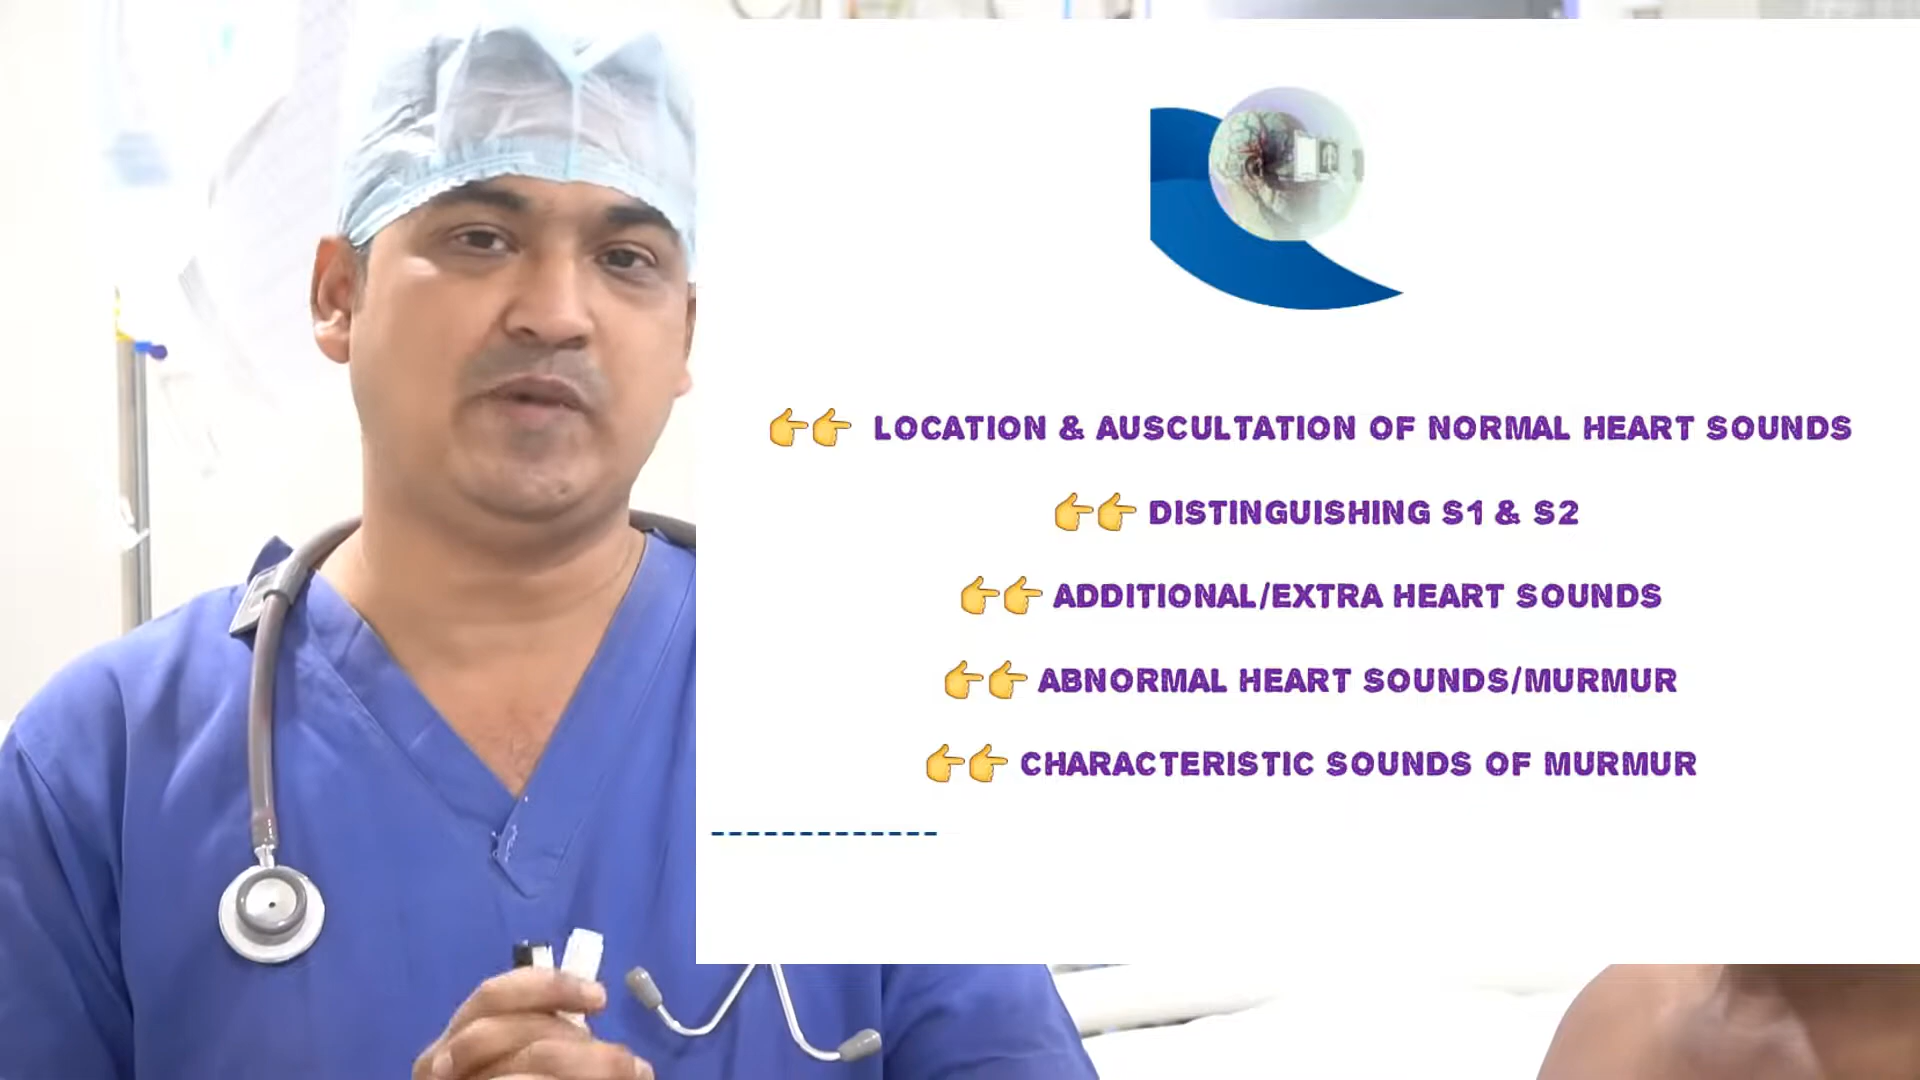 👉👉 LOCATION & AUSCULTATION OF NORMAL HEART SOUNDS
👉👉 DISTINGUISHING S1 & S2
👉👉 ADDITIONAL/EXTRA HEART SOUNDS
👉👉 ABNORMAL HEART SOUNDS/MURMUR
👉👉 CHARACTERISTIC SOUNDS OF MURMUR